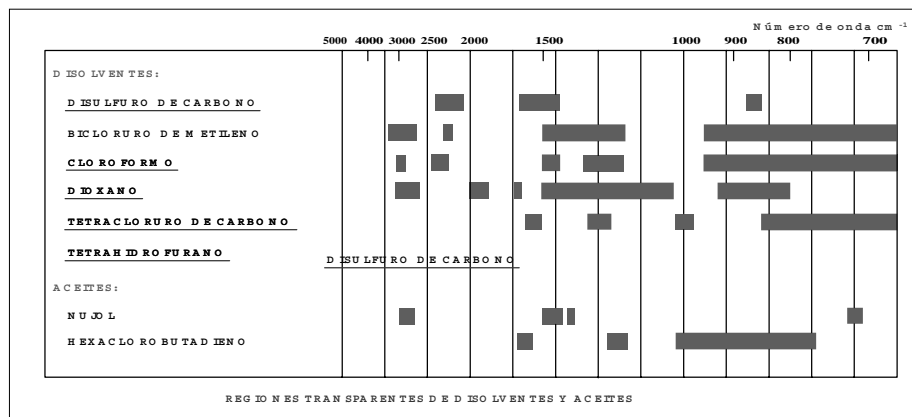 Número de onda cm -1
5000 4000 3000 2500 2000 1500 1000 900 800 700
DISOLVENTES:
DISULFURO DE CARBONO
BICLORURO DE METILENO
CLOROFORMO
DIOXANO
TETRACLORURO DE CARBONO
TETRAHIDROFURANO
DISULFURO DE CARBONO
ACEITES:
NUJOL
HEXACLOROBUTADIENO
REGIONES TRANSPARENTES DE DISOLVENTES Y ACEITES